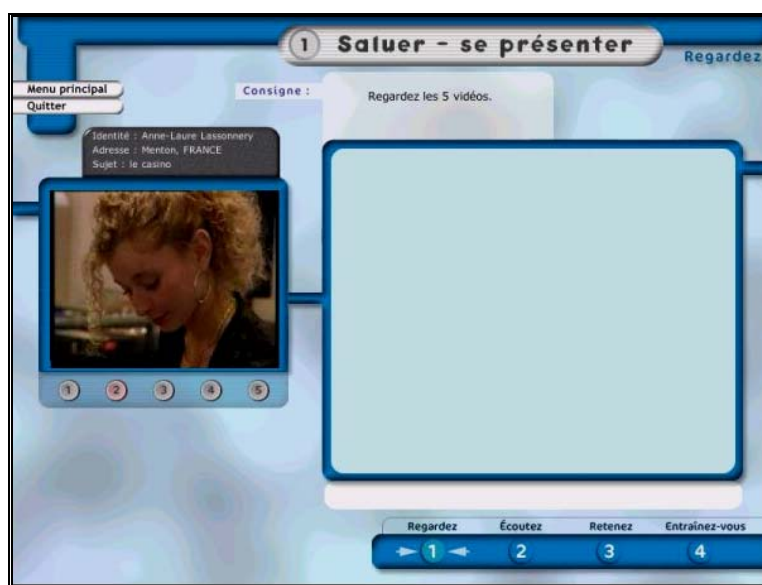 1 Saluer - se présenter
Regardez
Menu principal
Quitter
Consigne :
Regardez les 5 vidéos.
Identité : Anne-Laure Lassonnery
Adresse : Menton, FRANCE
Sujet : le casino
1 2 3 4 5
Regardez Écoutez Retenez Entraînez-vous
1 2 3 4